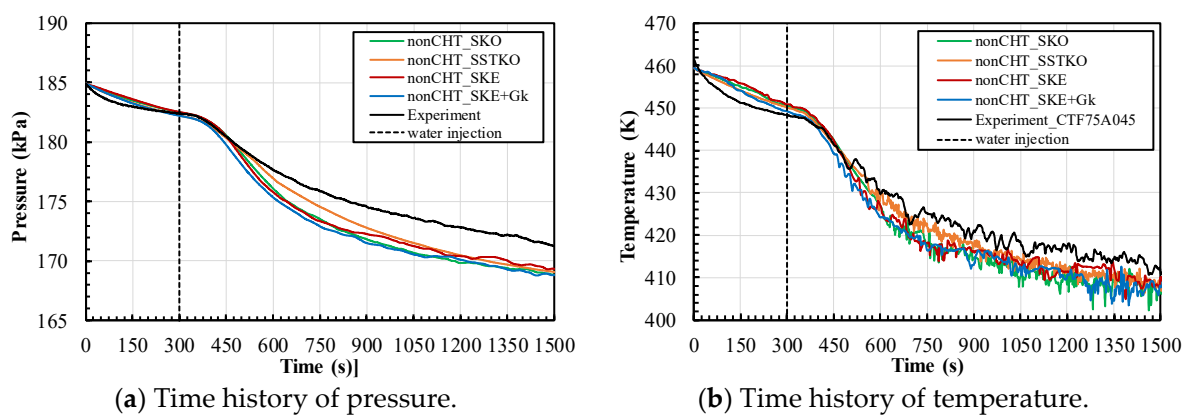 190
185
180
175
170
165
Pressure (kPa)
0 150 300 450 600 750 900 1050 1200 1350 1500
Time (s)]
nonCHT_SKO
nonCHT_SSTKO
nonCHT_SKE
nonCHT_SKE+Gk
Experiment
water injection
(a) Time history of pressure.
470
460
450
440
430
420
410
400
Temperature (K)
0 150 300 450 600 750 900 1050 1200 1350 1500
Time (s)
nonCHT_SKO
nonCHT_SSTKO
nonCHT_SKE
nonCHT_SKE+Gk
Experiment_CTF75A045
water injection
(b) Time history of temperature.